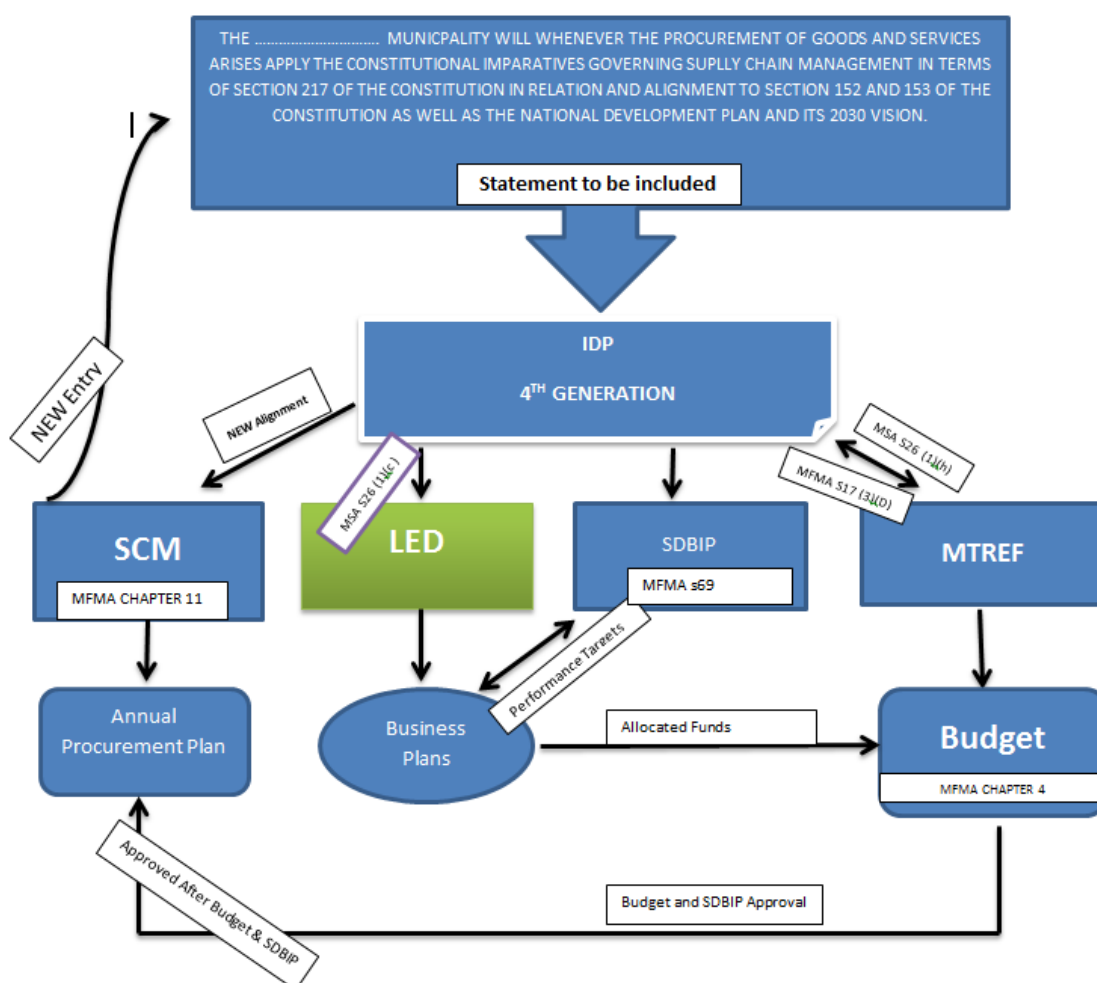 THE ................................ MUNICPALITY WILL WHENEVER THE PROCUREMENT OF GOODS AND SERVICES
ARISES APPLY THE CONSTITUTIONAL IMPARATIVES GOVERNING SUPLLY CHAIN MANAGEMENT IN TERMS
OF SECTION 217 OF THE CONSTITUTION IN RELATION AND ALIGNMENT TO SECTION 152 AND 153 OF THE
CONSTITUTION AS WELL AS THE NATIONAL DEVELOPMENT PLAN AND ITS 2030 VISION.
Statement to be included
IDP
4TH GENERATION
NEW Entry
NEW Alignment
MSA S26 (1)(c )
MSA S26 (1)(h)
MFMA S17 (3)(D)
SCM
MFMA CHAPTER 11
LED
SDBIP
MFMA s69
MTREF
Performance Targets
Annual
Procurement Plan
Business
Plans
Allocated Funds
Budget
MFMA CHAPTER 4
Approved After Budget & SDBIP
Budget and SDBIP Approval